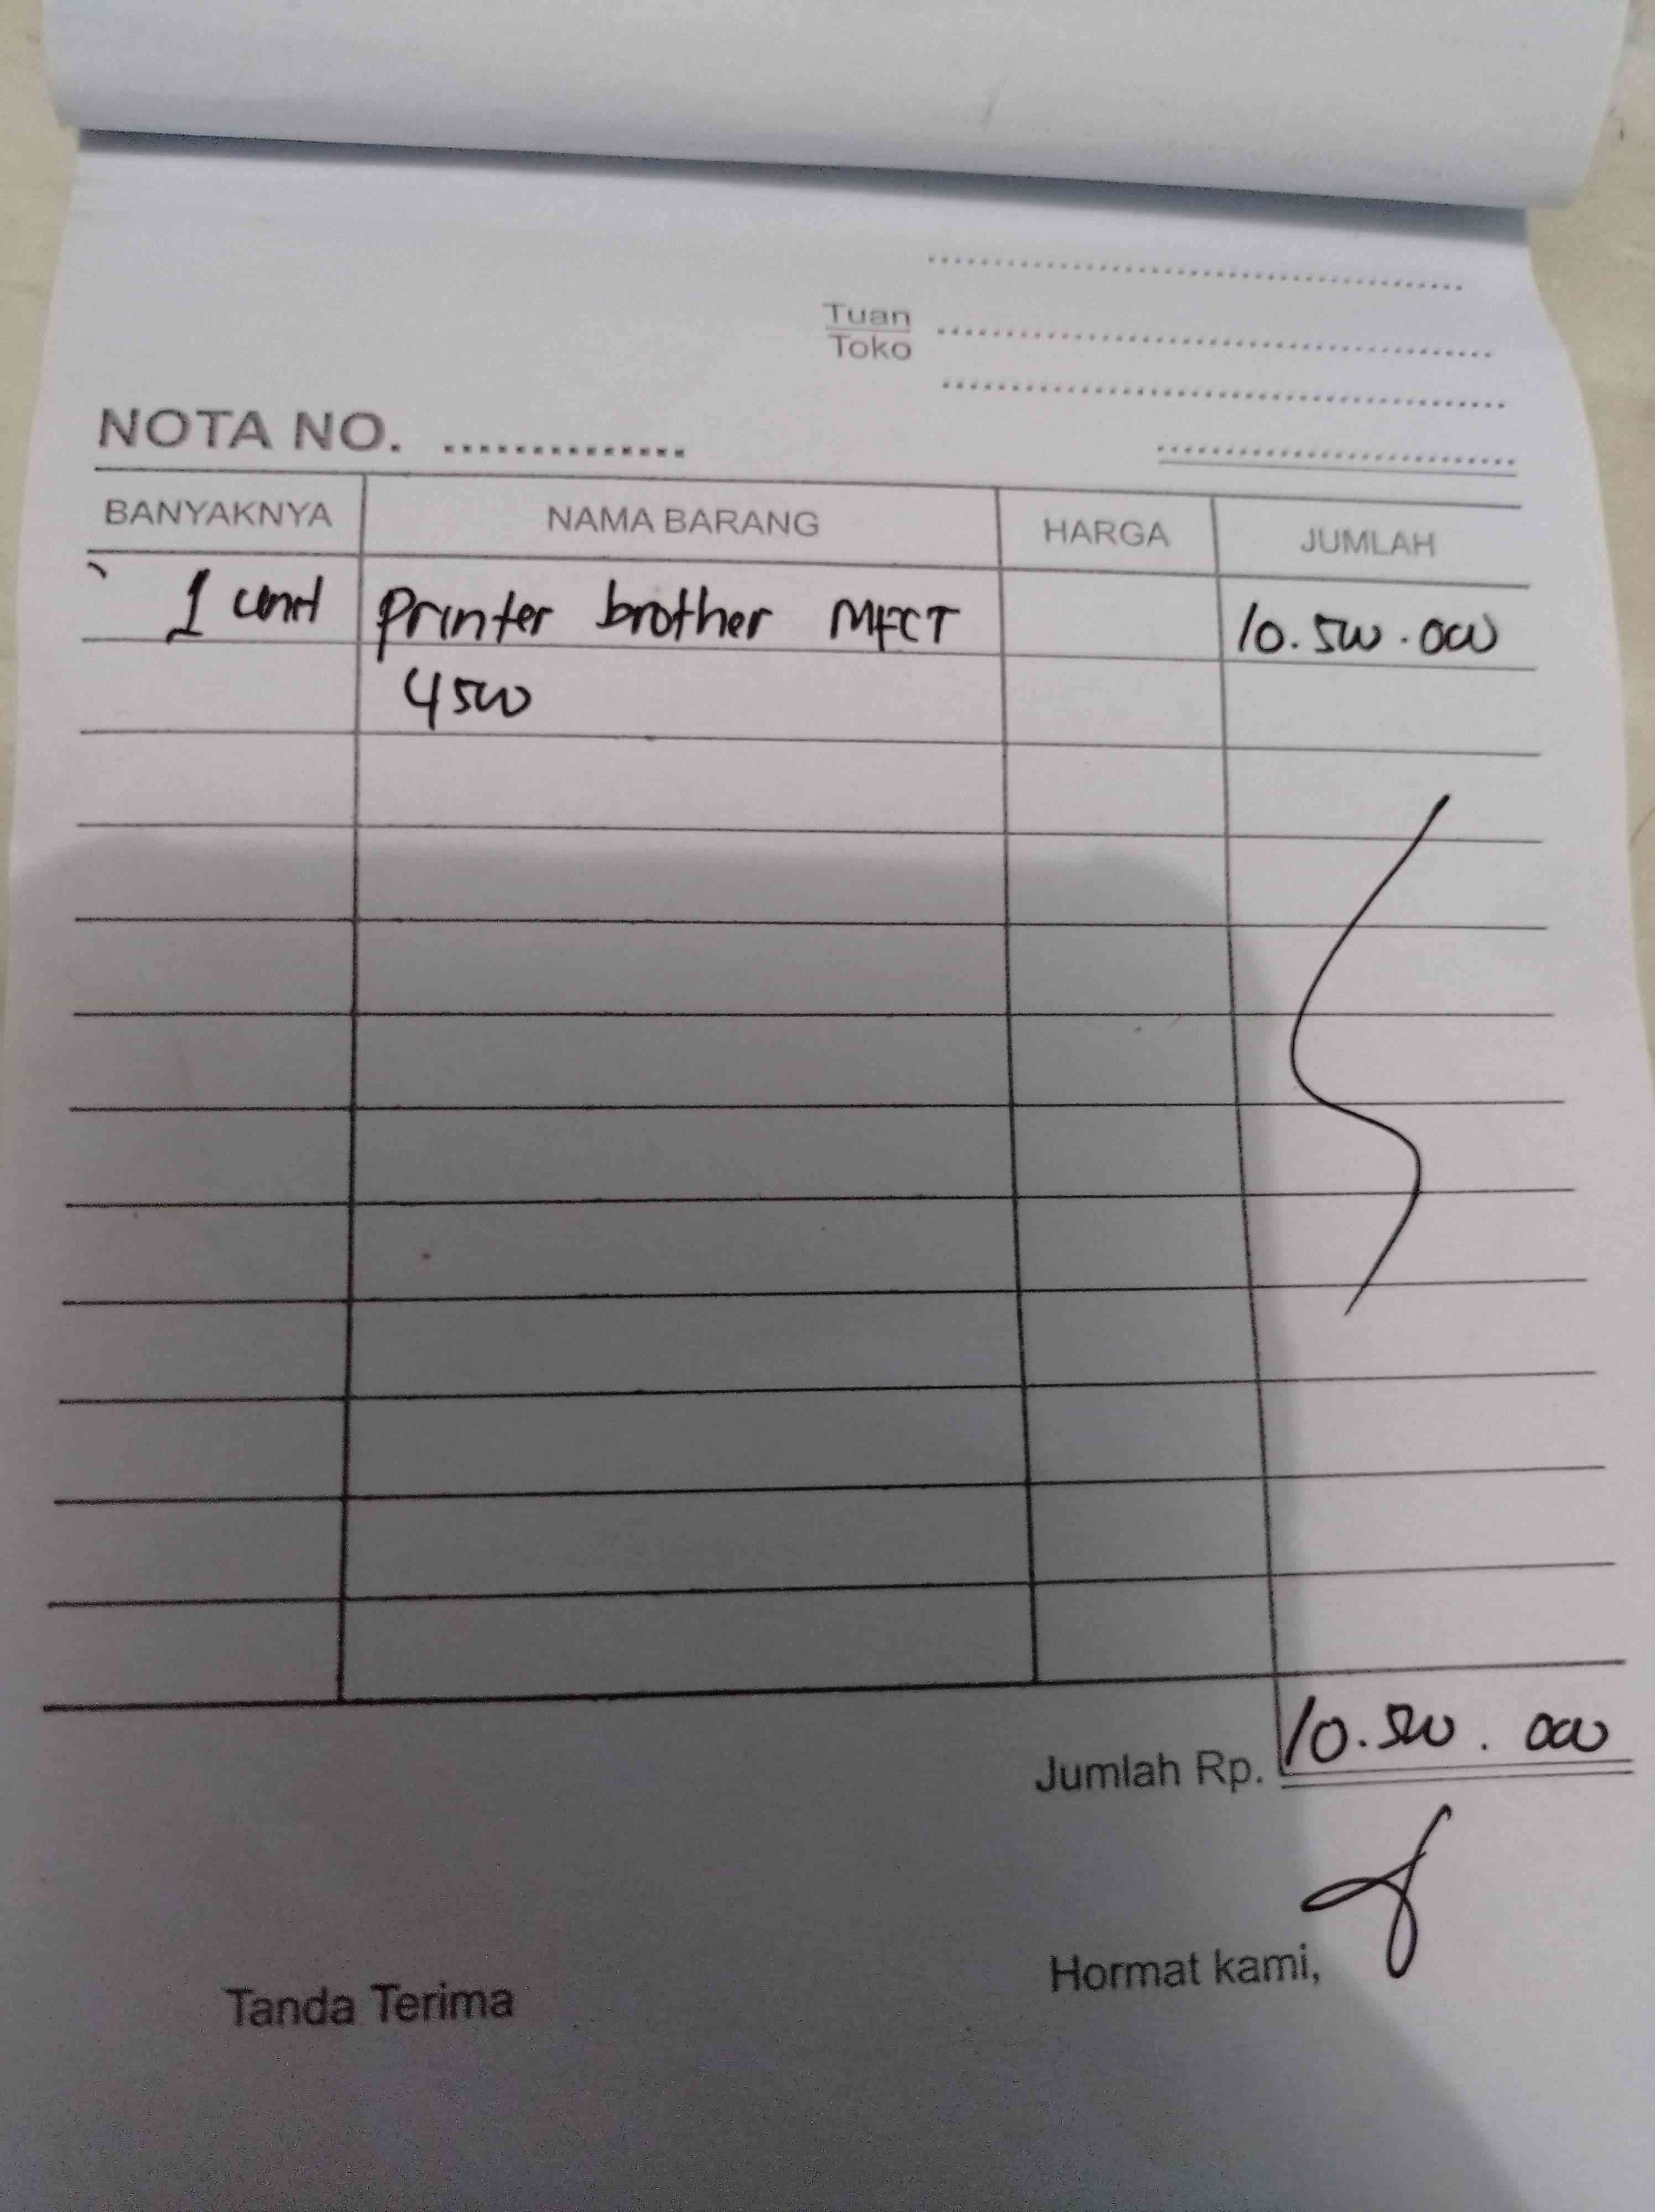 Tuan
Toko
NOTA NO. ..............
BANYAKNYA NAMA BARANG HARGA JUMLAH
1 unit printer brother MFCT 10.500.000
4500
Jumlah Rp. 10.500.000
Hormat kami,
Tanda Terima